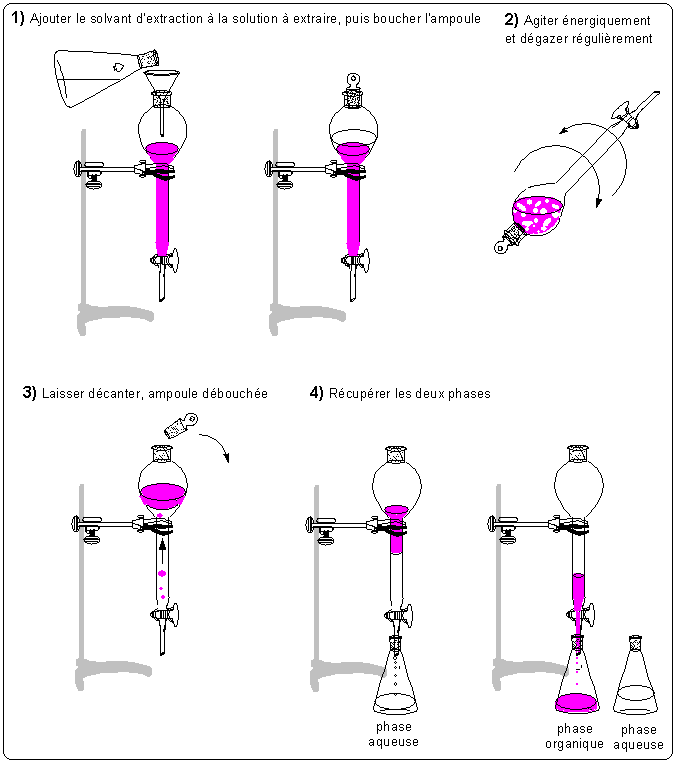 1) Ajouter le solvant d'extraction à la solution à extraire, puis boucher l'ampoule
2) Agiter énergiquement
et dégazer régulièrement
3) Laisser décanter, ampoule débouchée
4) Récupérer les deux phases
phase
aqueuse
phase
organique
phase
aqueuse